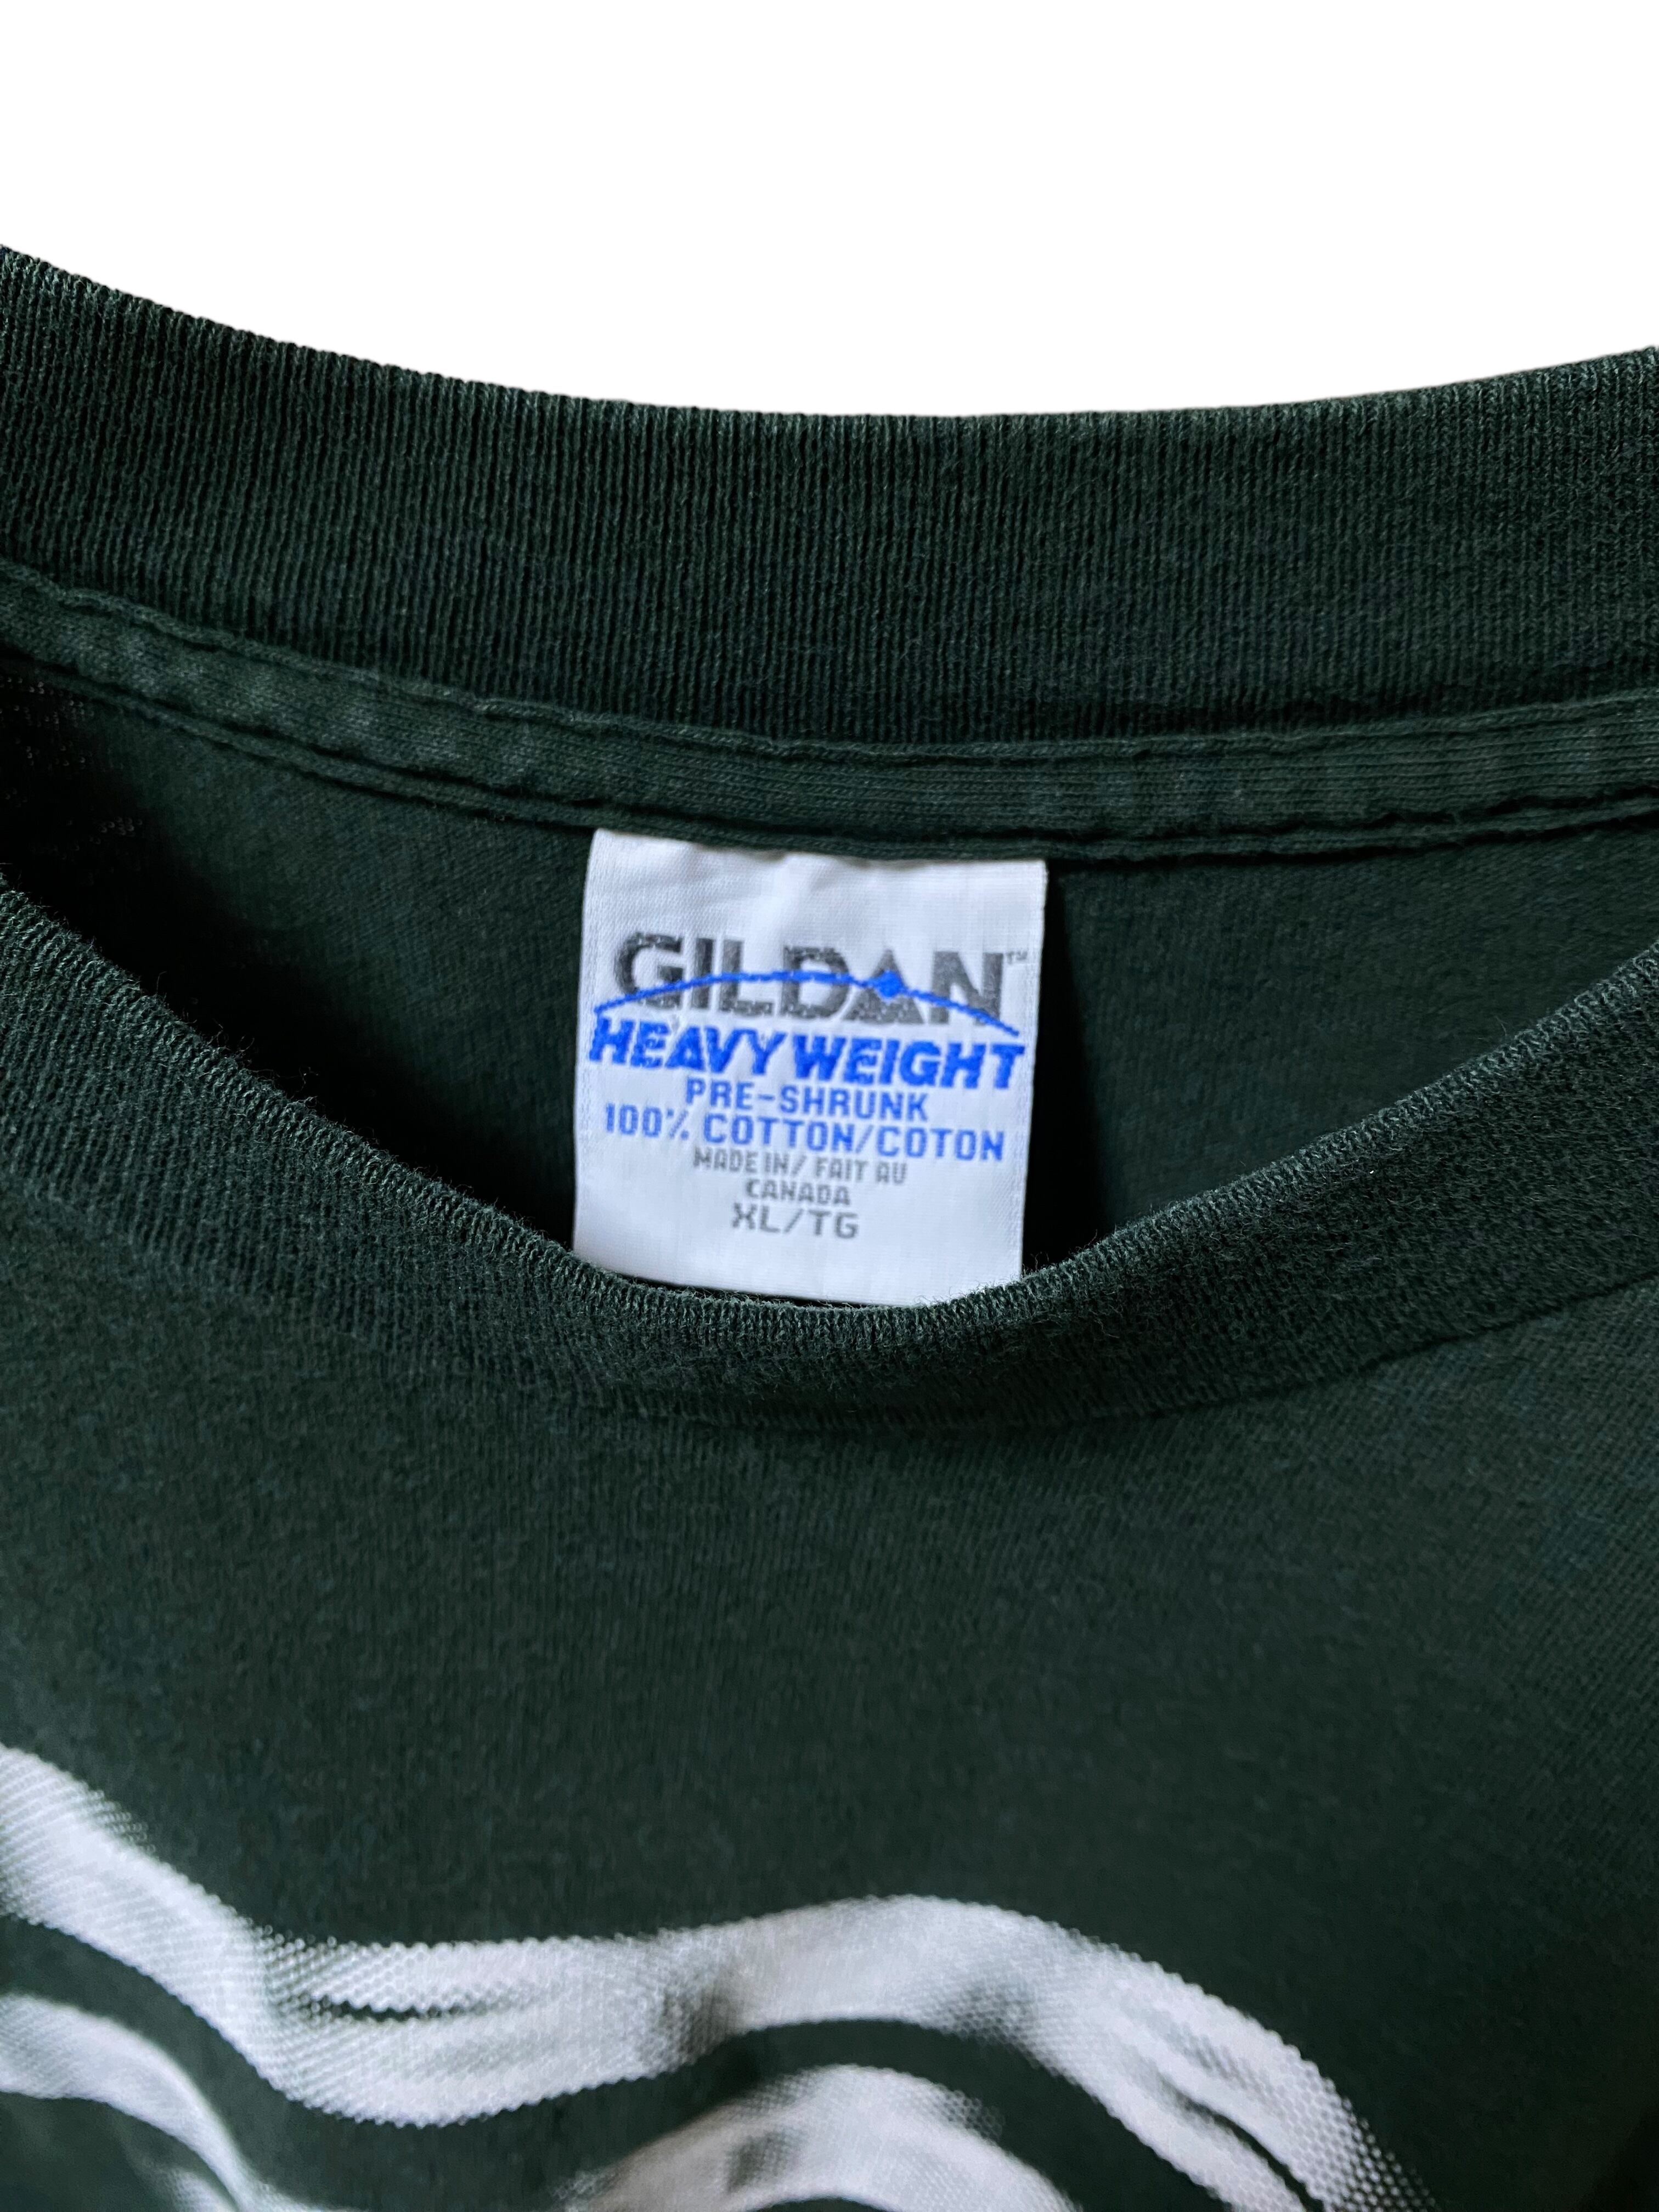 GILDAN™
HEAVYWEIGHT
PRE-SHRUNK
100% COTTON/COTON
MADE IN/FAIT AU
CANADA
XL/TG